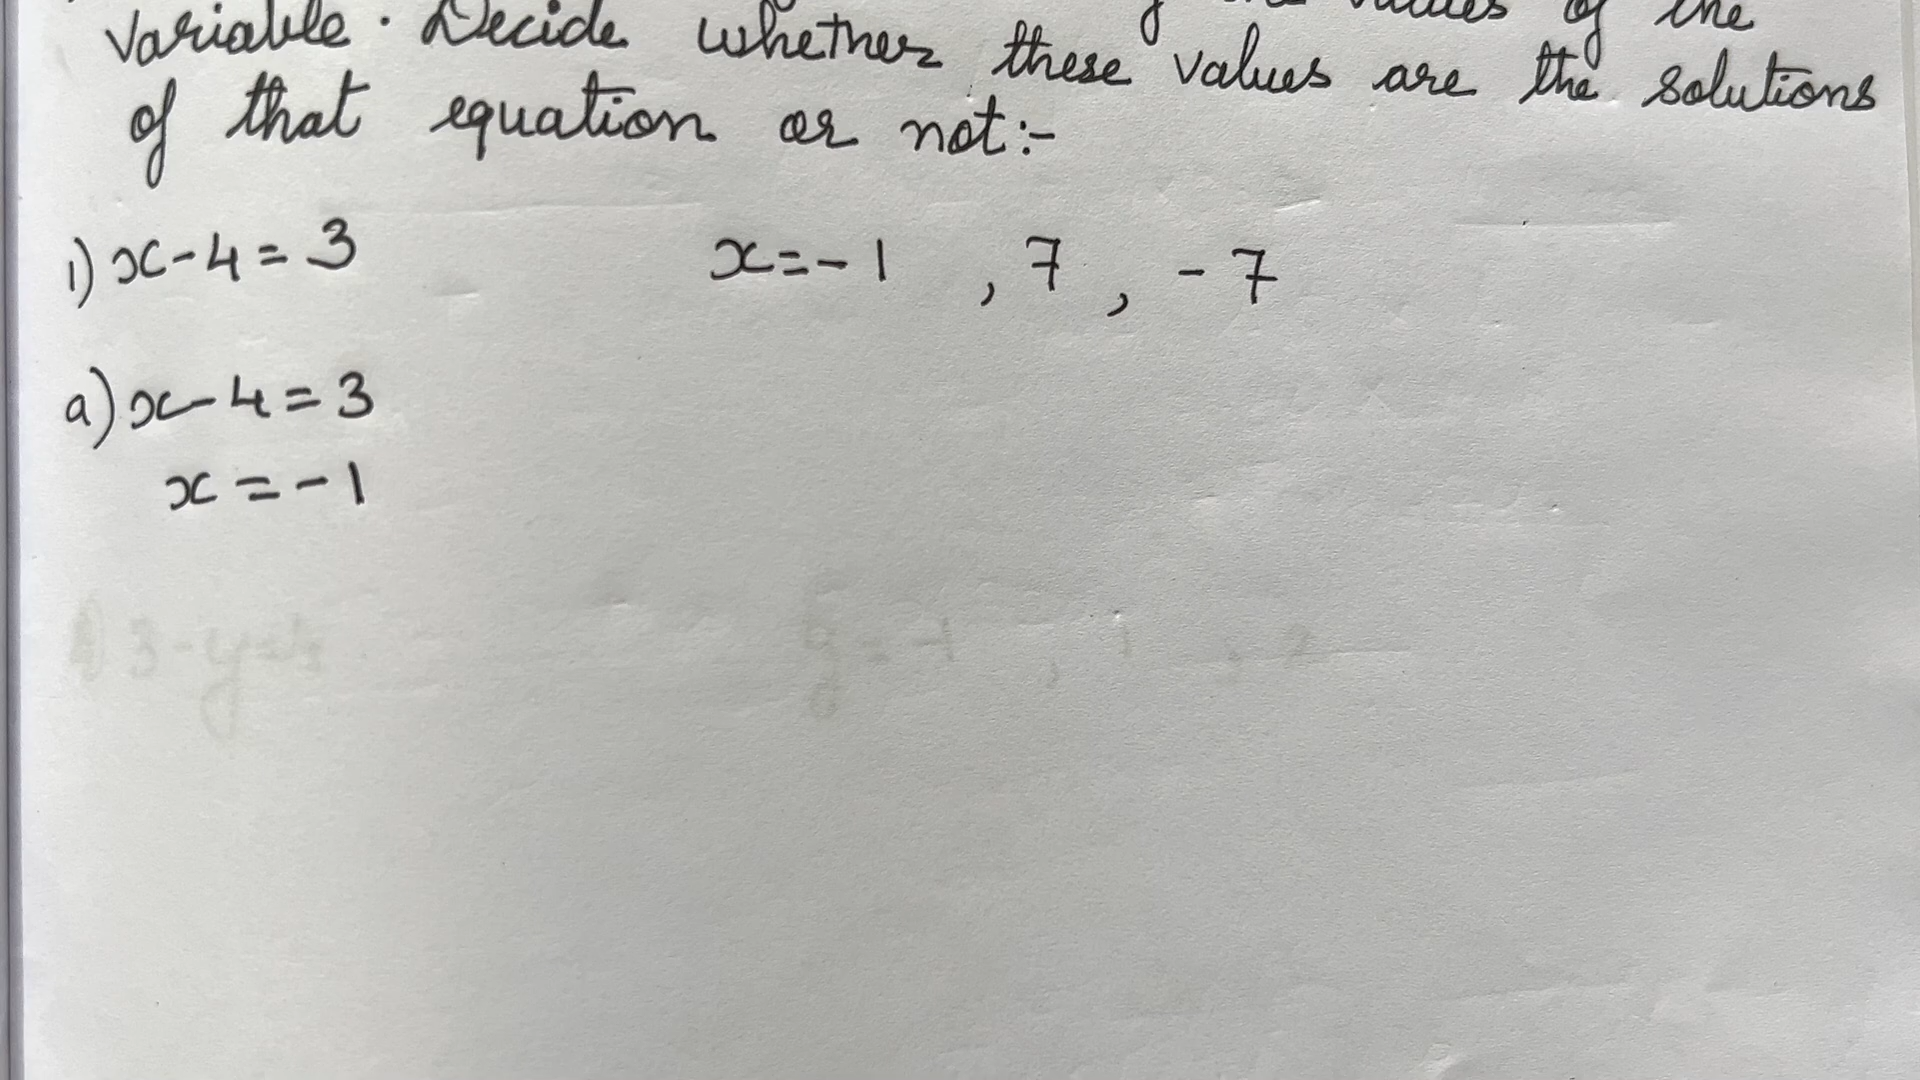 variable. Decide whether these values are the solutions
of that equation or not:-
1) x-4=3 x=-1 , 7 , -7
a) x-4=3
x=-1